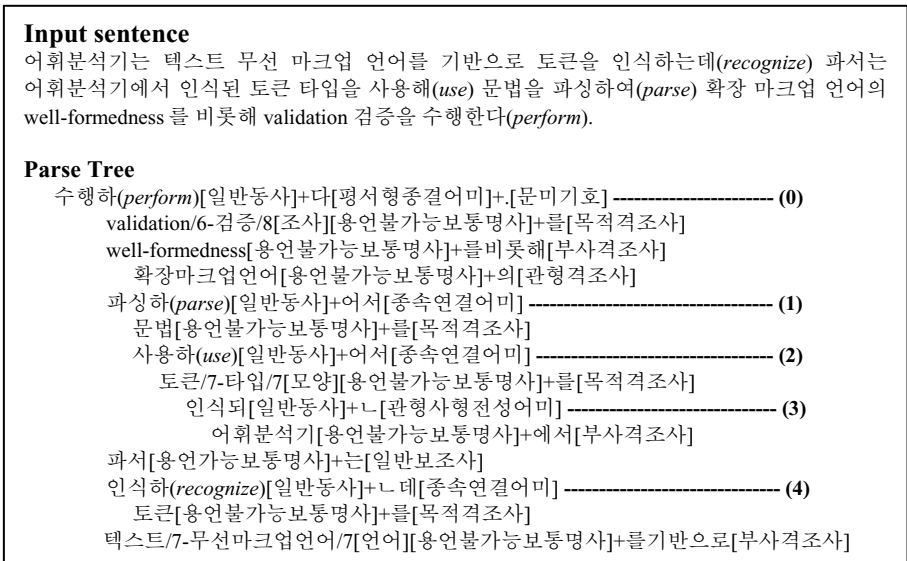 Input sentence
어휘분석기는 텍스트 무선 마크업 언어를 기반으로 토큰을 인식하는데(recognize) 파서는
어휘분석기에서 인식된 토큰 타입을 사용해(use) 문법을 파싱하여(parse) 확장 마크업 언어의
well-formedness 를 비롯해 validation 검증을 수행한다(perform).
Parse Tree
수행하(perform)[일반동사]+다[평서형종결어미]+.[문미기호] ----------------------- (0)
validation/6-검증/8[조사][용언불가능보통명사]+를[목적격조사]
well-formedness[용언불가능보통명사]+를비롯해[부사격조사]
확장마크업언어[용언불가능보통명사]+의[관형격조사]
파싱하(parse)[일반동사]+어서[종속연결어미] ----------------------------------- (1)
문법[용언불가능보통명사]+를[목적격조사]
사용하(use)[일반동사]+어서[종속연결어미] ---------------------------------- (2)
토큰/7-타입/7[모양][용언불가능보통명사]+를[목적격조사]
인식되[일반동사]+ㄴ[관형사형전성어미] ------------------------------ (3)
어휘분석기[용언불가능보통명사]+에서[부사격조사]
파서[용언가능보통명사]+는[일반보조사]
인식하(recognize)[일반동사]+ㄴ데[종속연결어미] ------------------------------- (4)
토큰[용언불가능보통명사]+를[목적격조사]
텍스트/7-무선마크업언어/7[언어][용언불가능보통명사]+를기반으로[부사격조사]